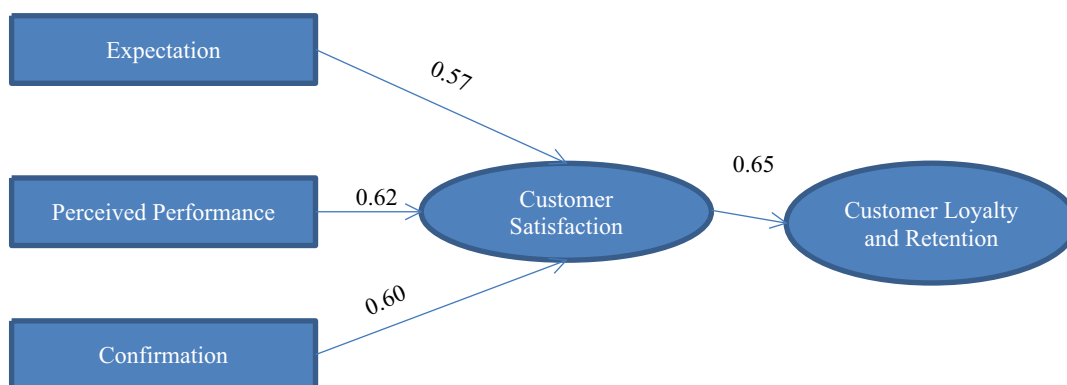 Expectation
0.57
Perceived Performance
0.62
Customer
Satisfaction
0.65
Customer Loyalty
and Retention
0.60
Confirmation